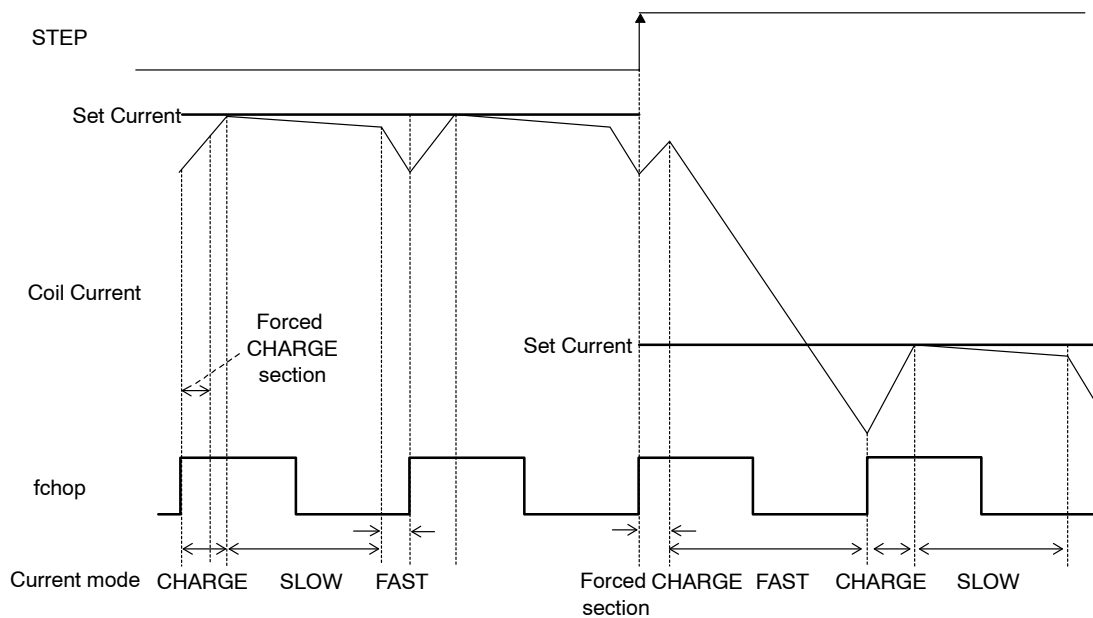 STEP
Set Current
Coil Current
Forced
CHARGE
section
Set Current
fchop
Current mode
CHARGE
SLOW
FAST
Forced
section
CHARGE
FAST
CHARGE
SLOW